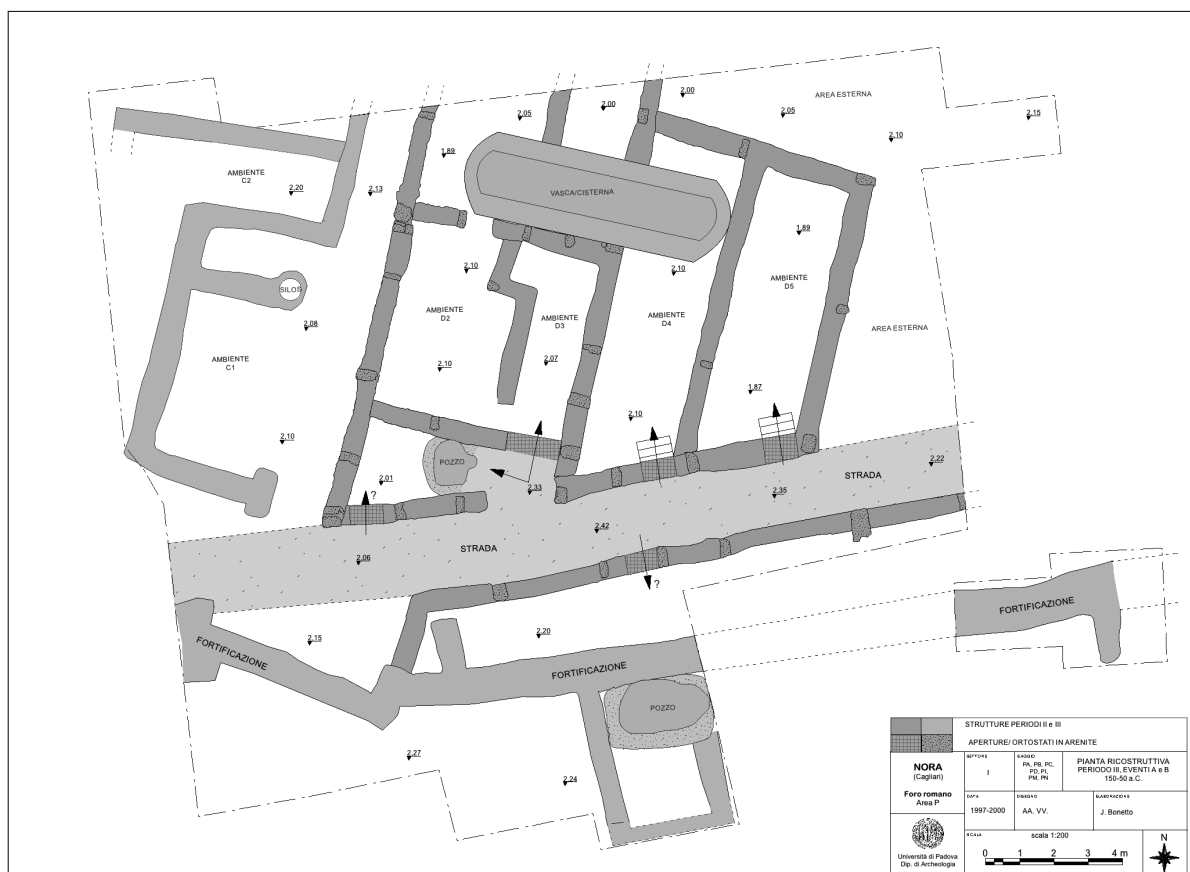 2.00
2.00
2.05
2.05
AREA ESTERNA
2.15
2.10
1.89
AMBIENTE
C2
2.20
2.13
VASCA/CISTERNA
1.89
2.10
2.10
AMBIENTE
D5
SILOS
2.08
AMBIENTE
D2
AMBIENTE
D3
AMBIENTE
D4
AREA ESTERNA
AMBIENTE
C1
2.10
2.07
1.87
2.10
2.10
POZZO
2.01
?
2.33
2.35
STRADA
2.22
2.42
STRADA
2.06
?
FORTIFICAZIONE
2.15
2.20
FORTIFICAZIONE
FORTIFICAZIONE
POZZO
2.27
2.24
STRUTTURE PERIODI II e III
APERTURE/ ORTOSTATI IN ARENITE
NORA
(Cagliari)
Foro romano
Area P
Università di Padova
Dip. di Archeologia
SETTORE
I
SAGGIO
PA, PB, PC,
PD, PI,
PM, PN
PIANTA RICOSTRUTTIVA
PERIODO III, EVENTI A e B
150-50 a.C.
DATA
1997-2000
DISEGNO
AA. VV.
ELABORAZIONE
J. Bonetto
SCALA
scala 1:200
0 1 2 3 4 m
N